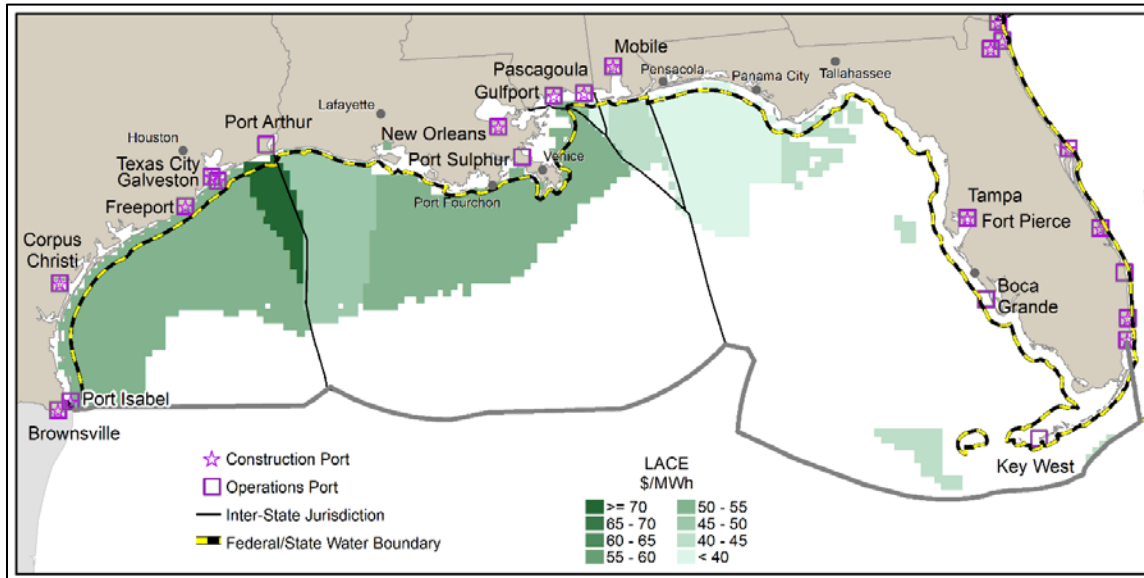 Mobile
Pascagoula
Pensacola
Panama City
Tallahassee
Gulfport
Lafayette
Port Arthur
New Orleans
Houston
Texas City
Galveston
Port Sulphur
Venice
Port Fourchon
Freeport
Tampa
Fort Pierce
Corpus
Christi
Boca
Grande
Port Isabel
Brownsville
Key West
Construction Port
Operations Port
Inter-State Jurisdiction
Federal/State Water Boundary
LACE
$/MWh
>= 70
65 - 70
60 - 65
55 - 60
50 - 55
45 - 50
40 - 45
< 40